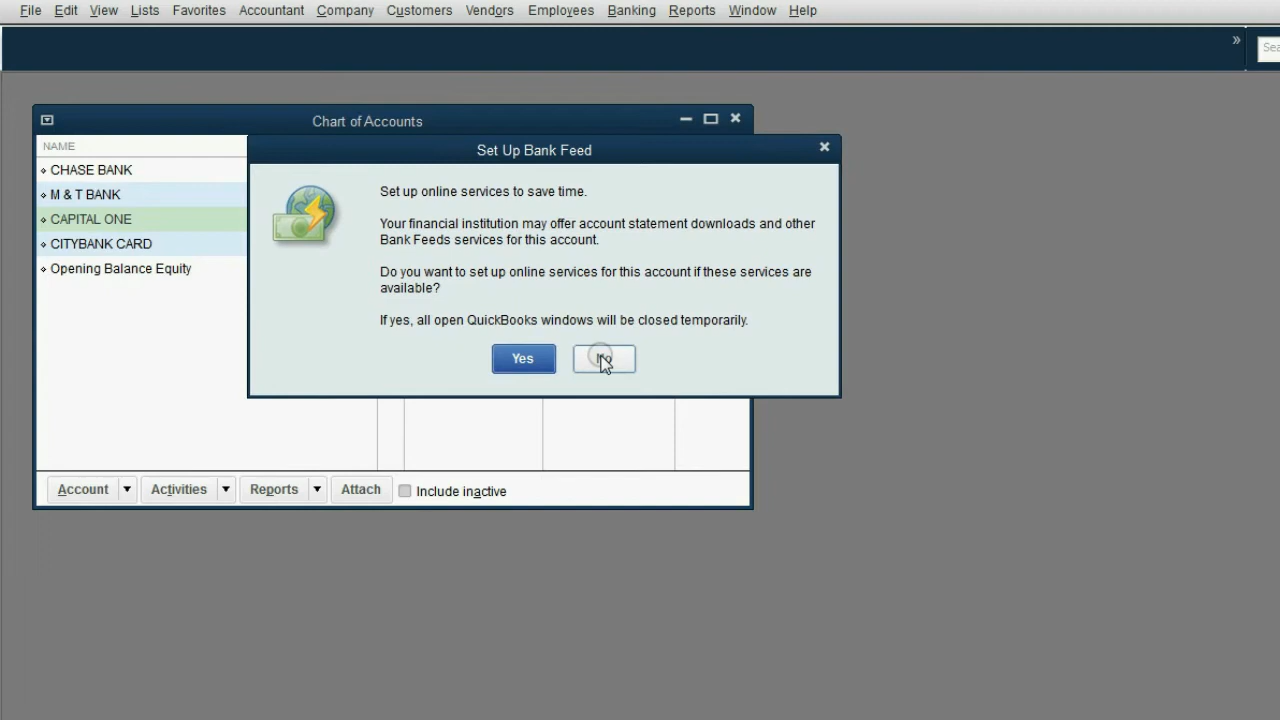 File Edit View Lists Favorites Accountant Company Customers Vendors Employees Banking Reports Window Help
»
Sea
Chart of Accounts
NAME
CHASE BANK
M & T BANK
CAPITAL ONE
CITYBANK CARD
Opening Balance Equity
Set Up Bank Feed
Set up online services to save time.
Your financial institution may offer account statement downloads and other
Bank Feeds services for this account.
Do you want to set up online services for this account if these services are
available?
If yes, all open QuickBooks windows will be closed temporarily.
Yes No
Account Activities Reports Attach Include inactive